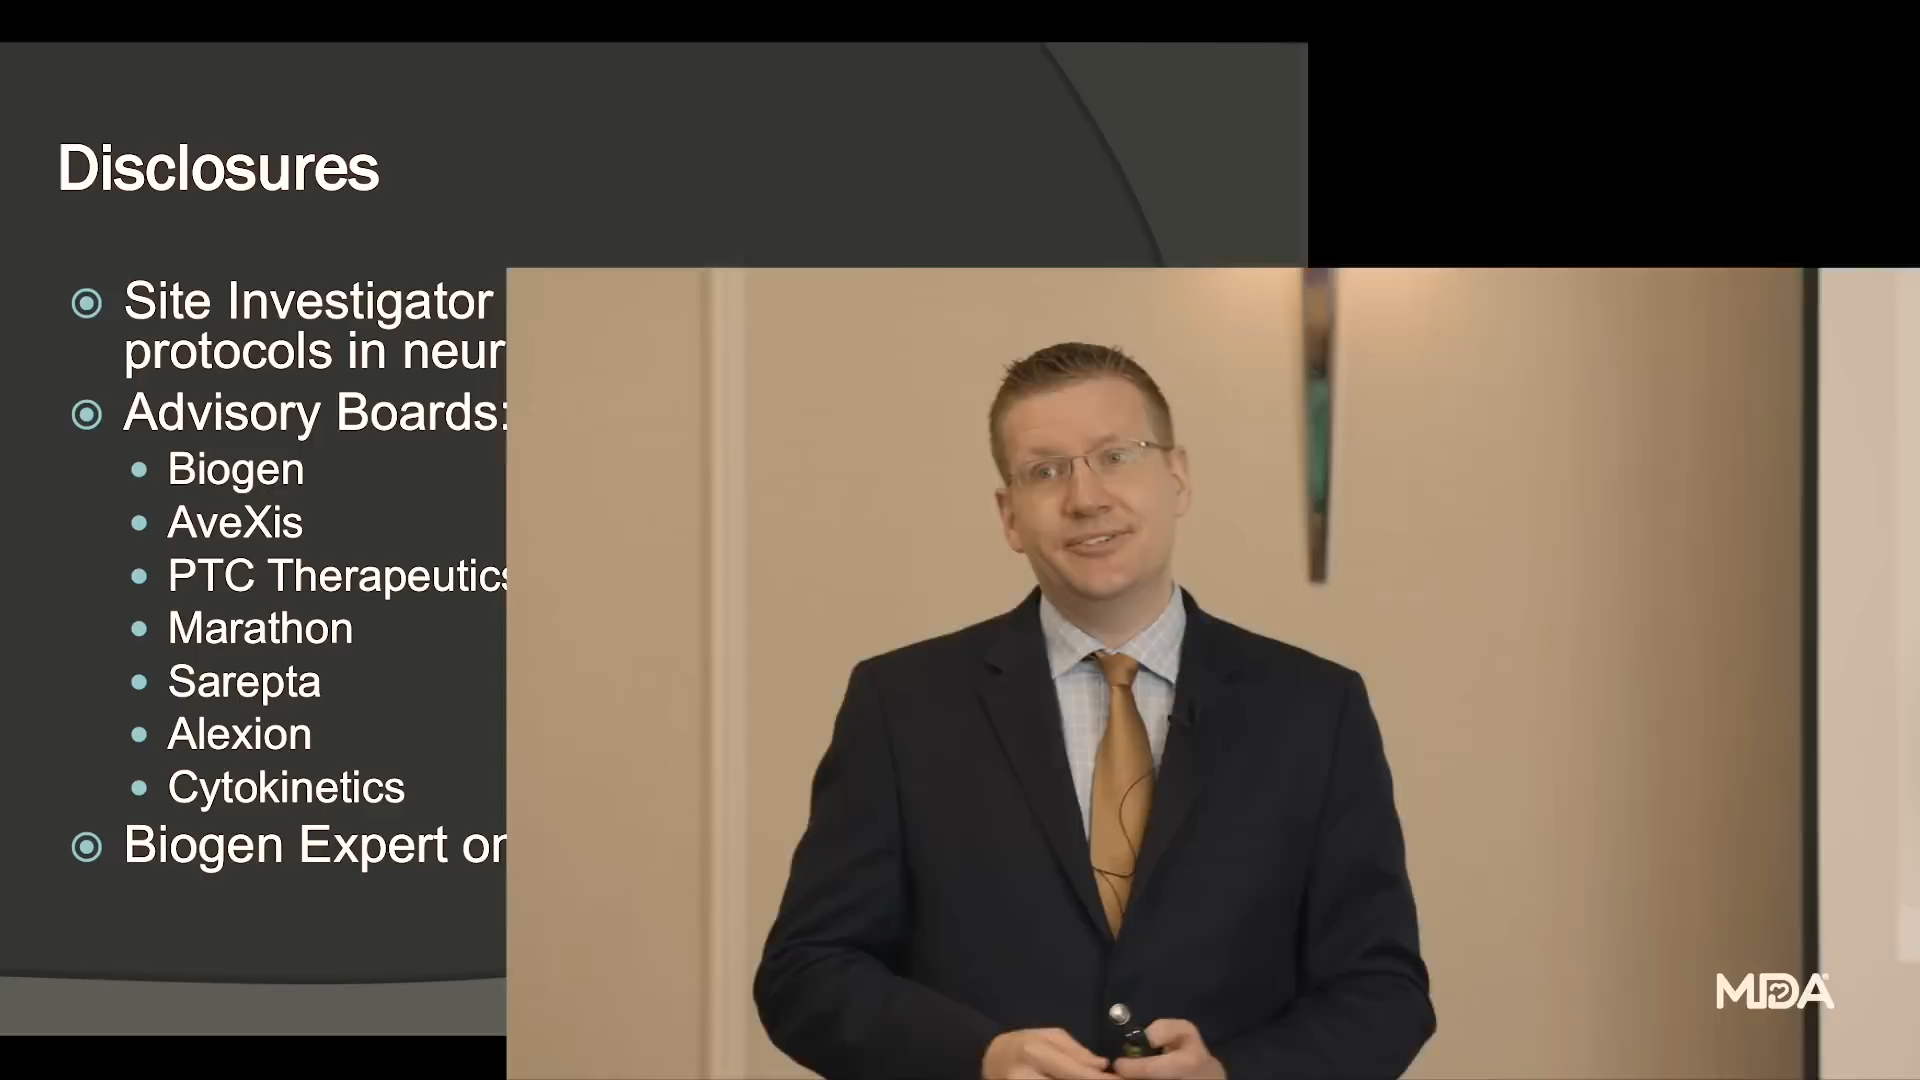 Disclosures
Site Investigator
protocols in neur
Advisory Boards:
Biogen
AveXis
PTC Therapeutics
Marathon
Sarepta
Alexion
Cytokinetics
Biogen Expert on
MDA